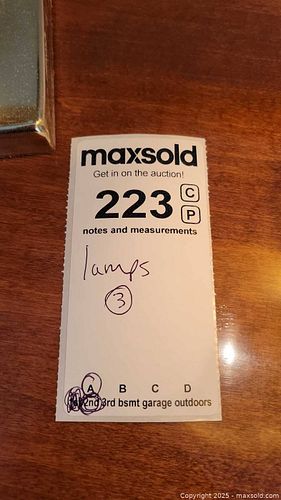 maxsold
Get in on the auction!
223 C
P
notes and measurements
lamps
3
A B C D
2nd 3rd bsmt garage outdoors
Copyright © 2025 - maxsold.com